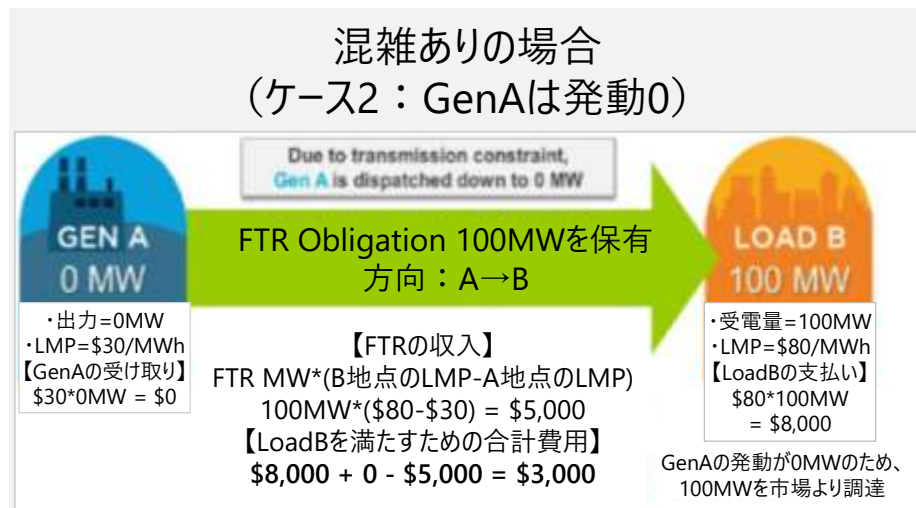 混雑ありの場合
（ケース2：GenAは発動0）
Due to transmission constraint,
Gen A is dispatched down to 0 MW
GEN A
0 MW
FTR Obligation 100MWを保有
方向：A→B
LOAD B
100 MW
・出力=0MW
・LMP=$30/MWh
【GenAの受け取り】
$30*0MW = $0
【FTRの収入】
FTR MW*(B地点のLMP-A地点のLMP)
100MW*($80-$30) = $5,000
【LoadBを満たすための合計費用】
$8,000 + 0 - $5,000 = $3,000
・受電量=100MW
・LMP=$80/MWh
【LoadBの支払い】
$80*100MW
= $8,000
GenAの発動が0MWのため、
100MWを市場より調達